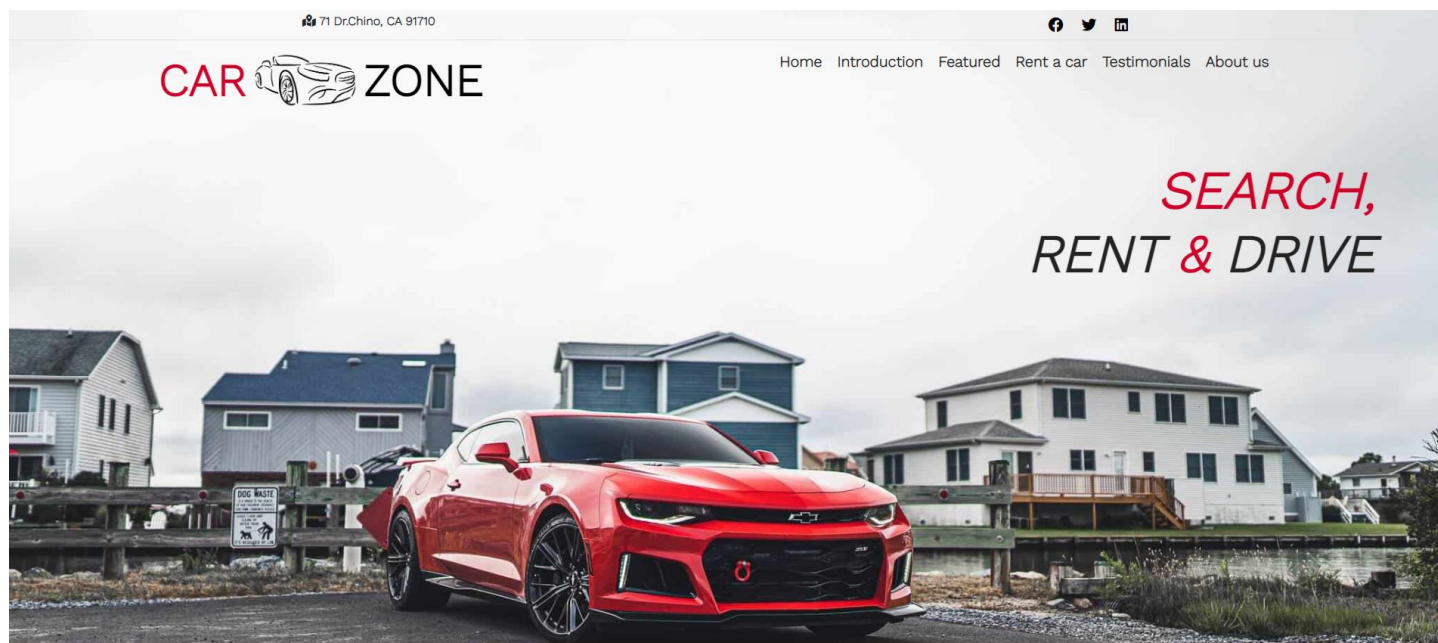 71 Dr.Chino, CA 91710
CAR ZONE
Home Introduction Featured Rent a car Testimonials About us
SEARCH,
RENT & DRIVE
DOG WASTE